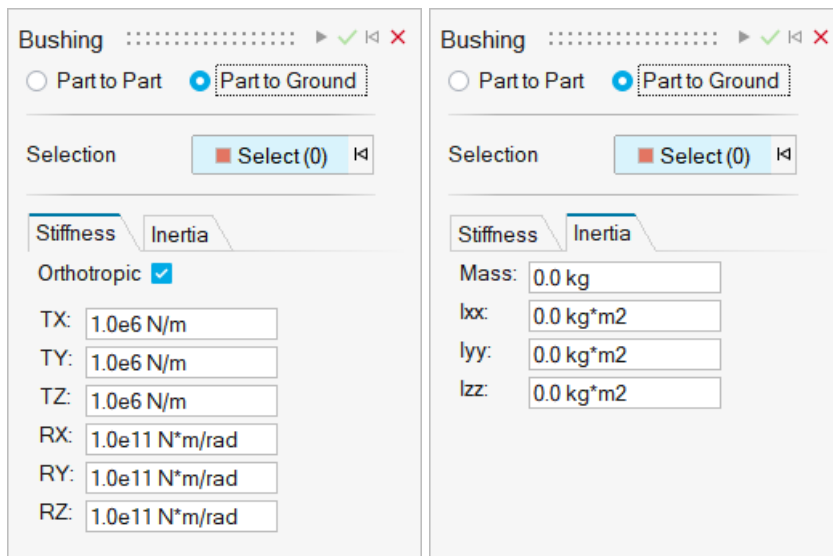 Bushing
Part to Part Part to Ground
Selection Select (0)
Stiffness Inertia
Orthotropic
TX: 1.0e6 N/m
TY: 1.0e6 N/m
TZ: 1.0e6 N/m
RX: 1.0e11 N*m/rad
RY: 1.0e11 N*m/rad
RZ: 1.0e11 N*m/rad
Bushing
Part to Part Part to Ground
Selection Select (0)
Stiffness Inertia
Mass: 0.0 kg
Ixx: 0.0 kg*m2
Iyy: 0.0 kg*m2
Izz: 0.0 kg*m2